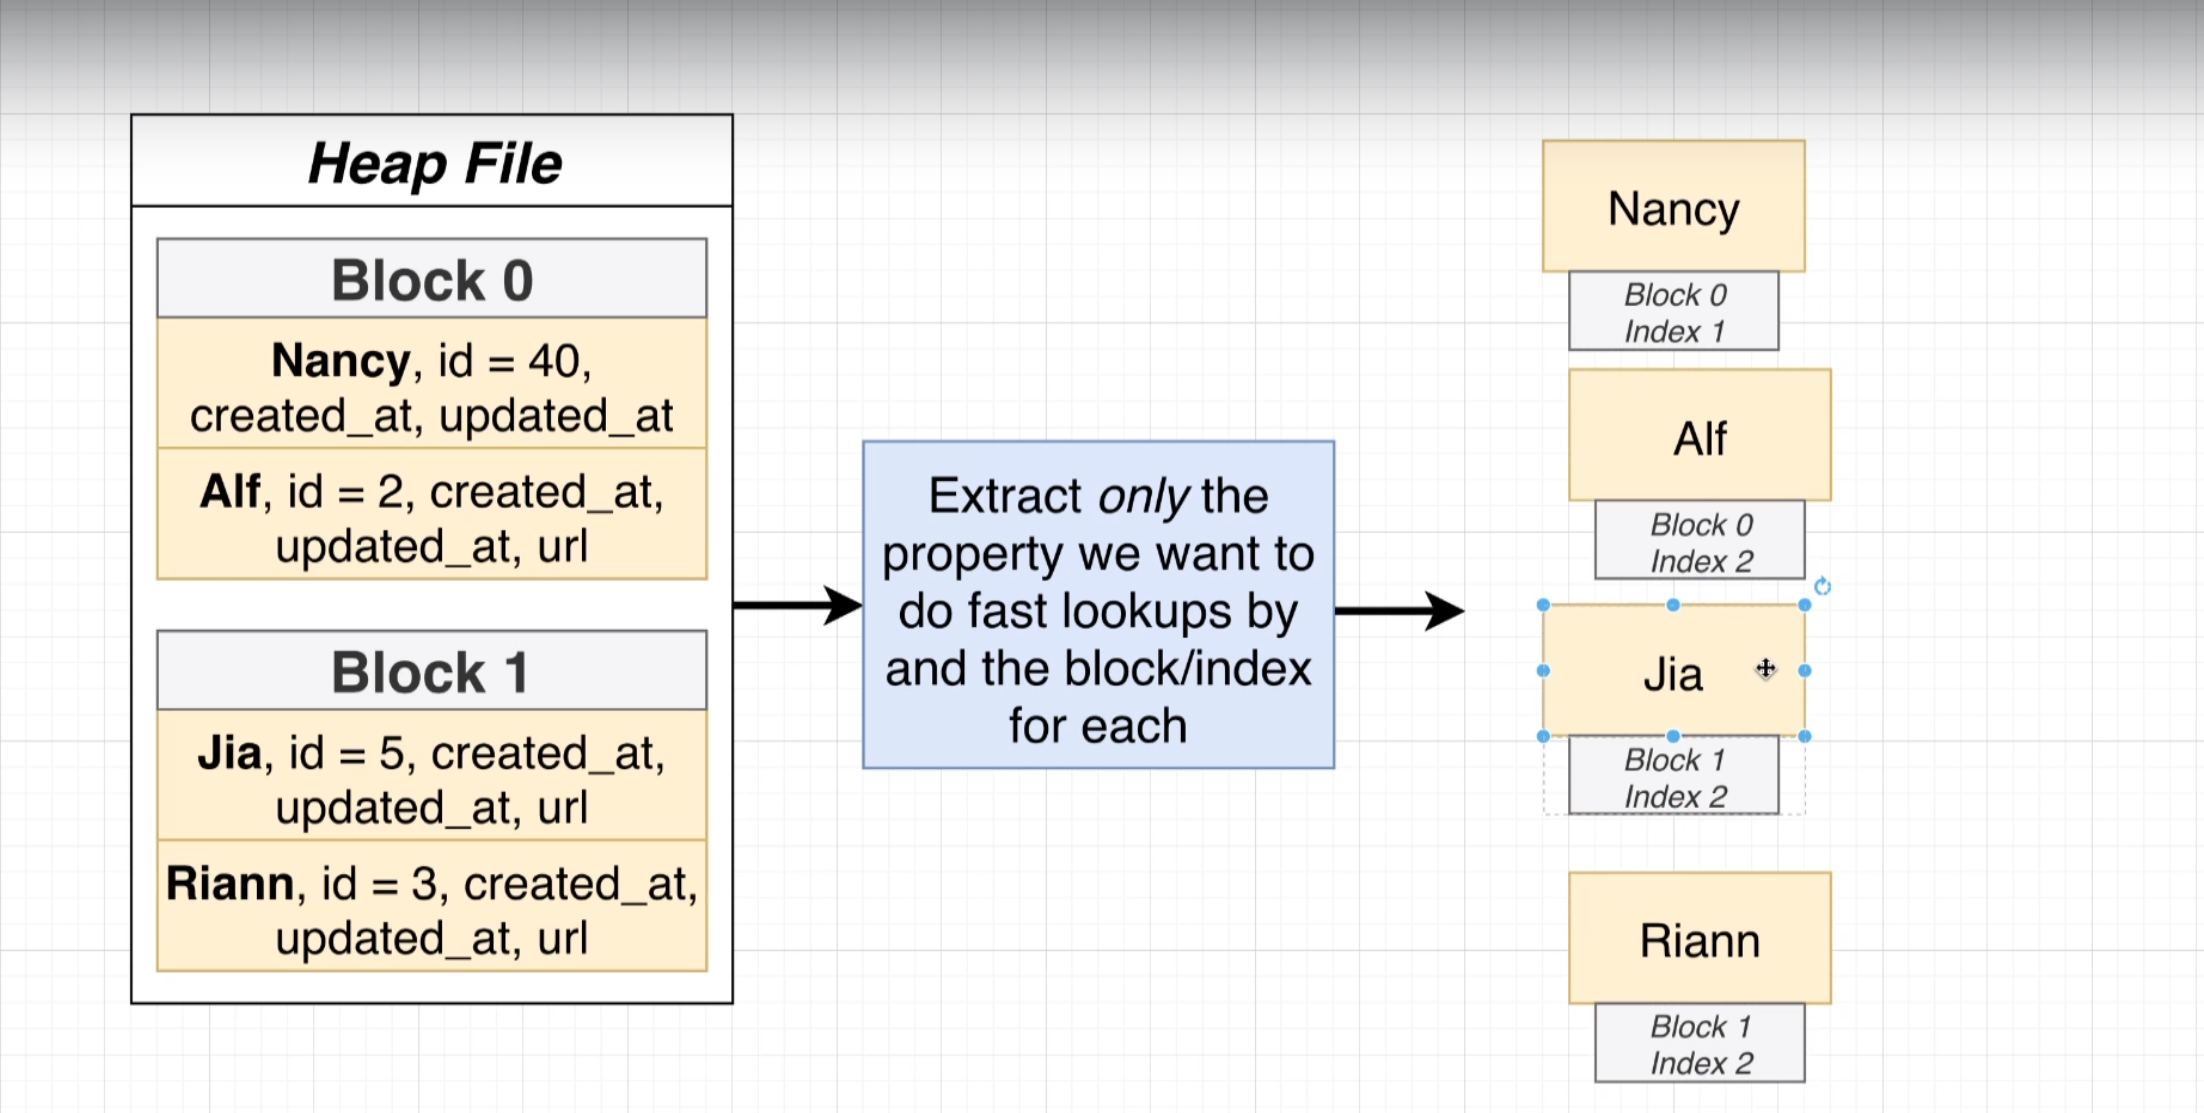 Heap File
Block 0
Nancy, id = 40,
created_at, updated_at
Alf, id = 2, created_at,
updated_at, url
Block 1
Jia, id = 5, created_at,
updated_at, url
Riann, id = 3, created_at,
updated_at, url
Extract only the
property we want to
do fast lookups by
and the block/index
for each
Nancy
Block 0
Index 1
Alf
Block 0
Index 2
Jia
Block 1
Index 2
Riann
Block 1
Index 2